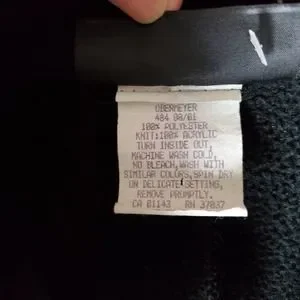 OBERMEYER
484 00/01
100% POLYESTER
KNIT:100% ACRYLIC
TURN INSIDE OUT,
MACHINE WASH COLD,
NO BLEACH,WASH WITH
SIMILAR COLORS,SPIN DRY
ON DELICATE SETTING,
REMOVE PROMPTLY.
CA 01143 RN 37037